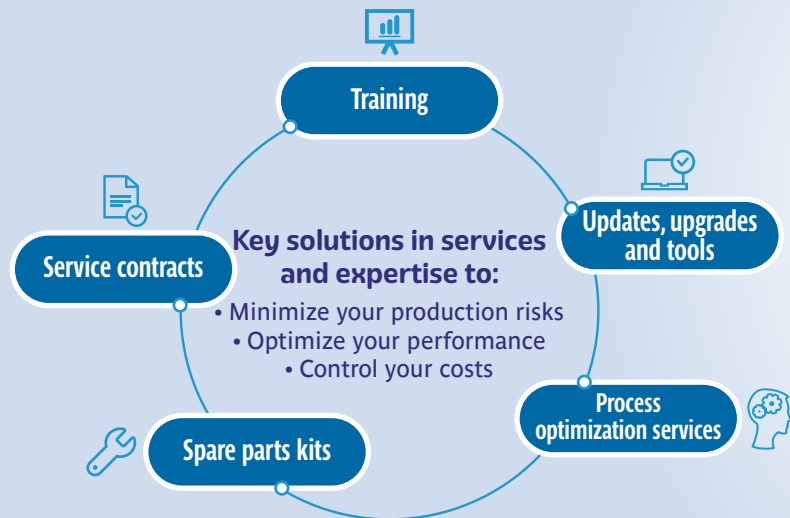 Training
Updates, upgrades
and tools
Service contracts
Key solutions in services
and expertise to:
• Minimize your production risks
• Optimize your performance
• Control your costs
Process
optimization services
Spare parts kits